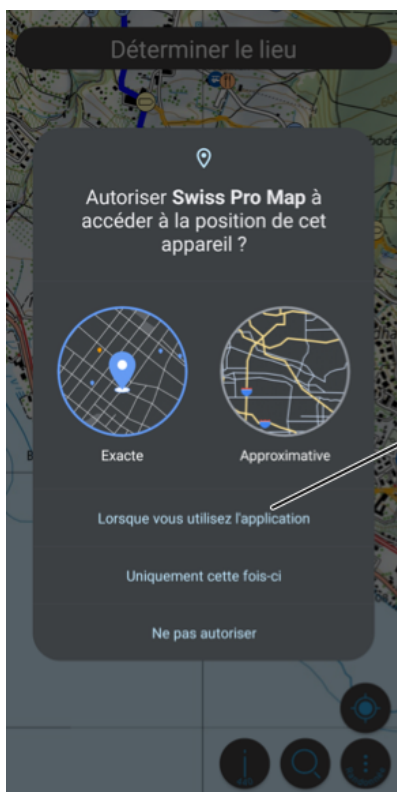 Déterminer le lieu
Autoriser Swiss Pro Map à
accéder à la position de cet
appareil ?
Exacte
Approximative
Lorsque vous utilisez l'application
Uniquement cette fois-ci
Ne pas autoriser